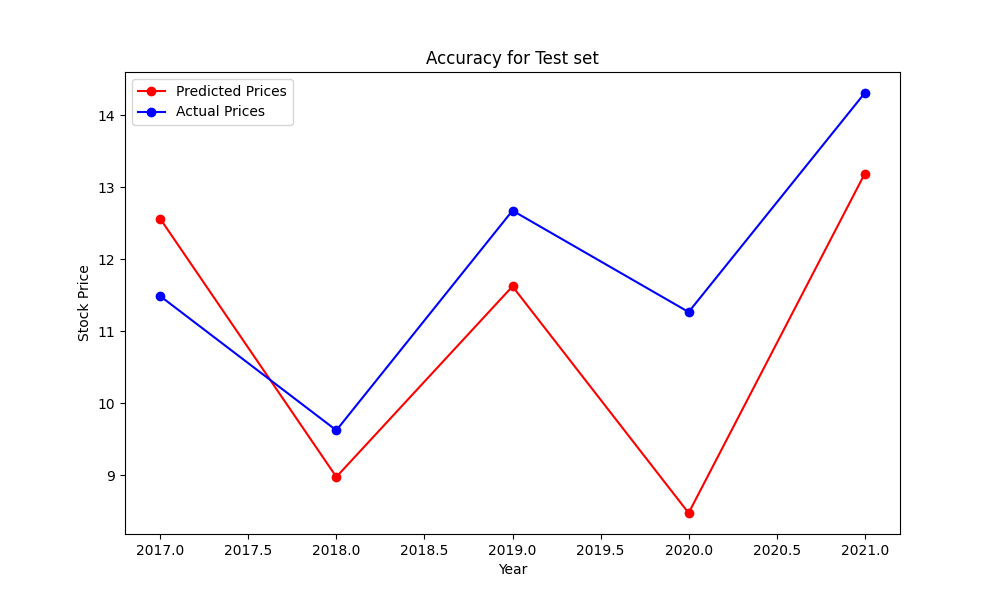 Accuracy for Test set
Predicted Prices
Actual Prices
14
13
12
11
10
9
Stock Price
2017.0 2017.5 2018.0 2018.5 2019.0 2019.5 2020.0 2020.5 2021.0
Year